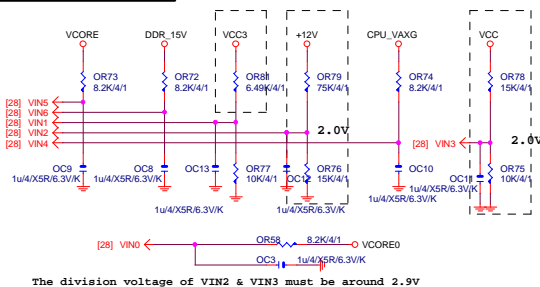 VCORE DDR_15V VCC3 +12V CPU_VAXG VCC
OR73 OR72 OR81 OR79 OR74 OR78
8.2K/4/1 8.2K/4/1 6.49K/4/1 75K/4/1 8.2K/4/1 15K/4/1
[28] VIN5
[28] VIN6
[28] VIN1
[28] VIN2 2.0V
[28] VIN4 [28] VIN3 2.0V
OC9 OC8 OC13 OR77 OC12 OR76 OC10 OC11 OR75
1u/4/X5R/6.3V/K 1u/4/X5R/6.3V/K 10K/4/1 15K/4/1 1u/4/X5R/6.3V/K 10K/4/1
1u/4/X5R/6.3V/K 1u/4/X5R/6.3V/K 1u/4/X5R/6.3V/K
[28] VIN0 OR58 8.2K/4/1 VCORE0
OC3 1u/4/X5R/6.3V/K
The division voltage of VIN2 & VIN3 must be around 2.9V